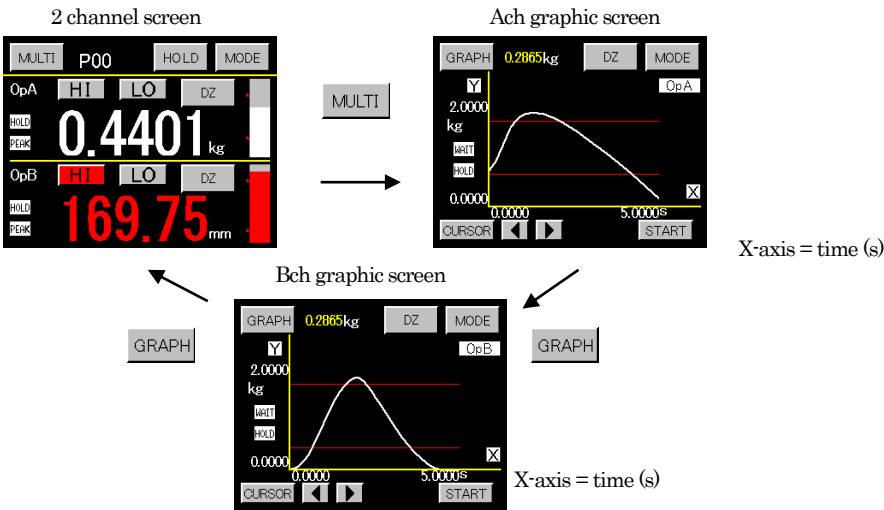 2 channel screen
MULTI P00 HOLD MODE
OpA HI LO DZ
HOLD
PEAK
0.4401 kg
OpB HI LO DZ
HOLD
PEAK
169.75 mm
MULTI
Ach graphic screen
GRAPH 0.2865kg DZ MODE
Y OpA
2.0000
kg
WAIT
HOLD
X
0.0000
0.0000 5.0000s
CURSOR START
X-axis = time (s)
Bch graphic screen
GRAPH
GRAPH 0.2865kg DZ MODE
Y OpB
2.0000
kg
WAIT
HOLD
X
0.0000
0.0000 5.0000s
CURSOR START
GRAPH
X-axis = time (s)